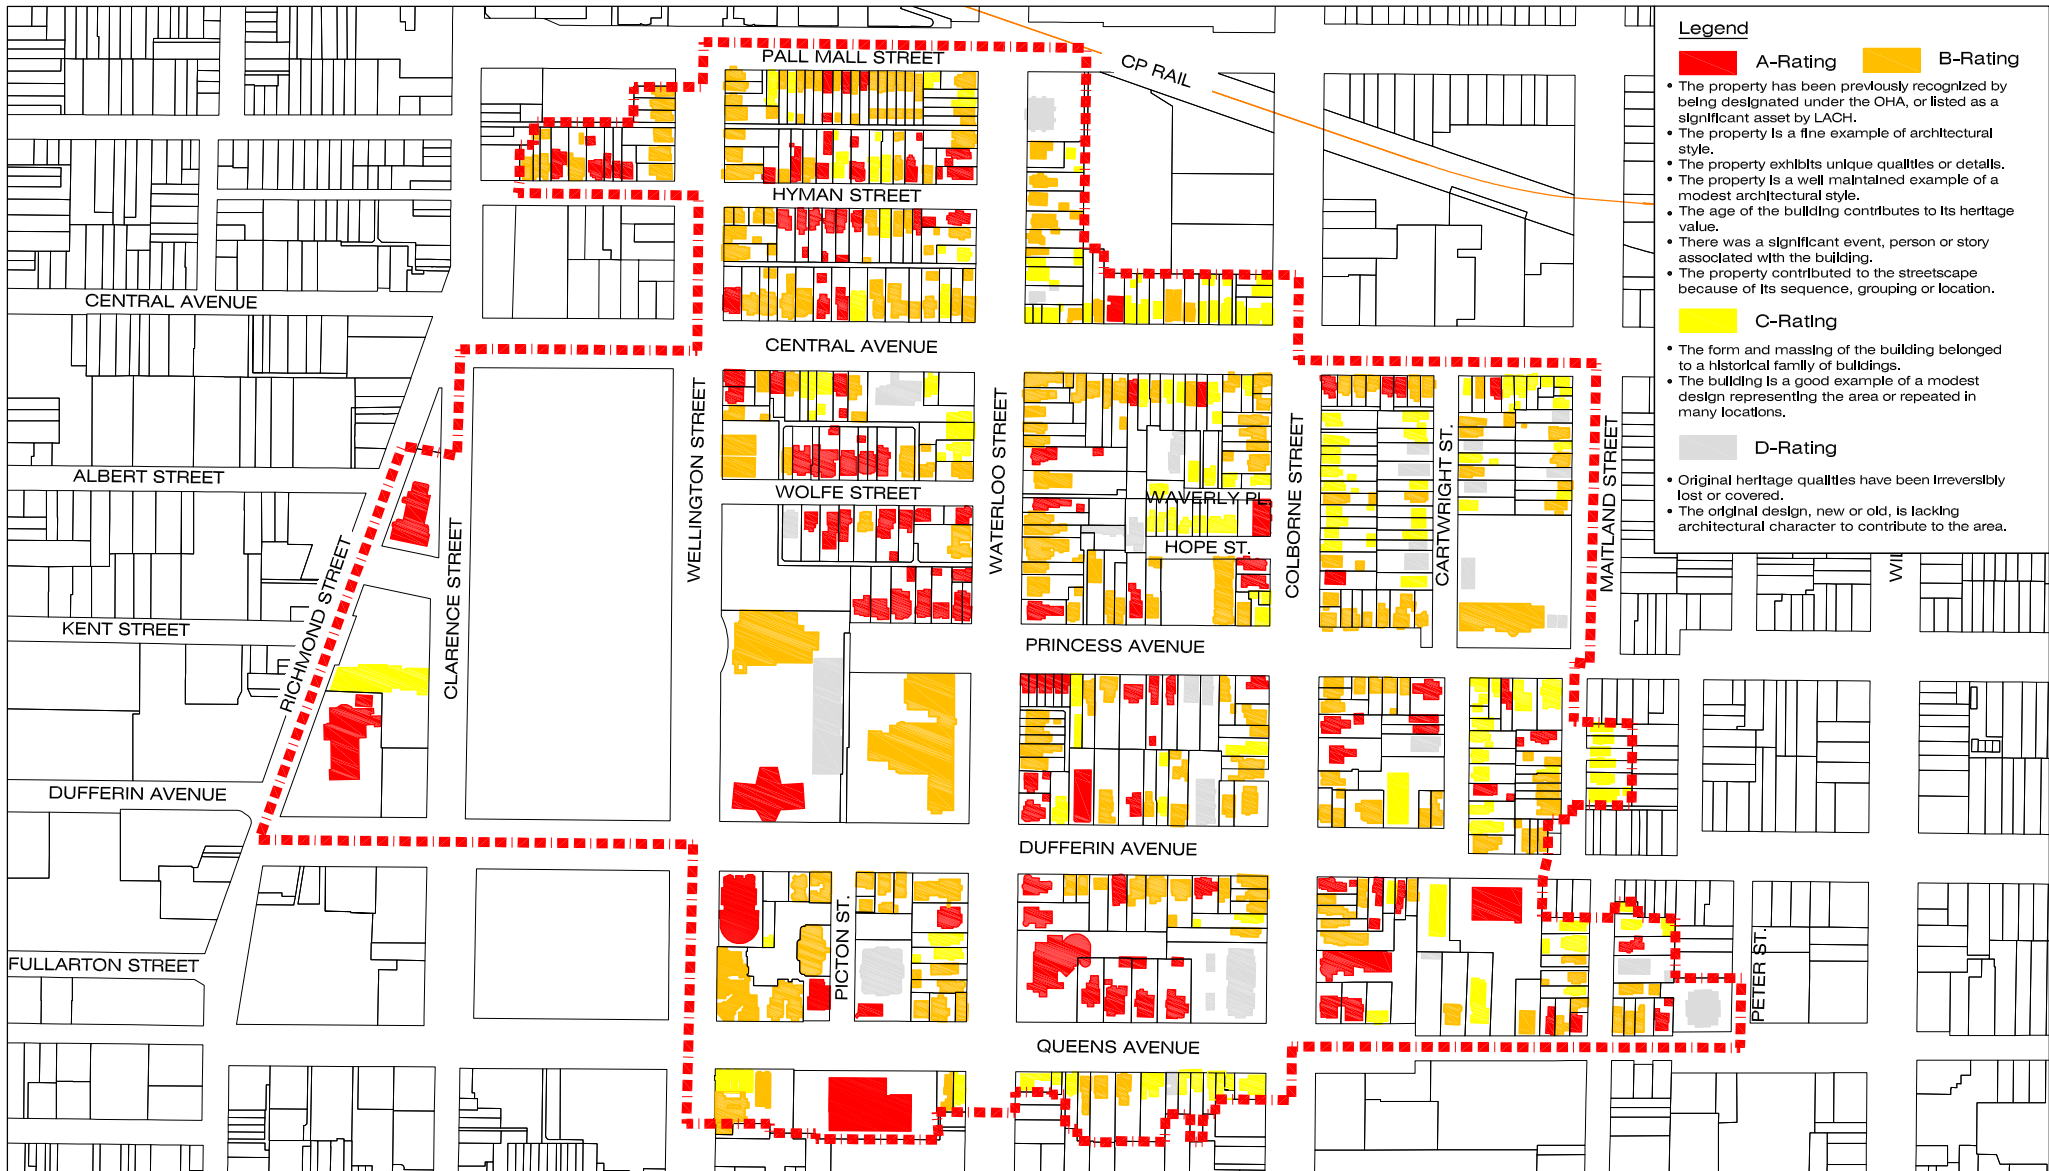 PALL MALL STREET
CP RAIL
HYMAN STREET
CENTRAL AVENUE
CENTRAL AVENUE
ALBERT STREET
WELLINGTON STREET
WATERLOO STREET
COLBORNE STREET
CARTWRIGHT ST.
MAITLAND STREET
WOLFE STREET
WAVERLY PL.
HOPE ST.
RICHMOND STREET
CLARENCE STREET
KENT STREET
PRINCESS AVENUE
DUFFERIN AVENUE
DUFFERIN AVENUE
PICTON ST.
PETER ST.
FULLARTON STREET
QUEENS AVENUE
WIL
Legend
A-Rating
B-Rating
• The property has been previously recognized by
being designated under the OHA, or listed as a
significant asset by LACH.
• The property is a fine example of architectural
style.
• The property exhibits unique qualities or details.
• The property is a well maintained example of a
modest architectural style.
• The age of the building contributes to its heritage
value.
• There was a significant event, person or story
associated with the building.
• The property contributed to the streetscape
because of its sequence, grouping or location.
C-Rating
• The form and massing of the building belonged
to a historical family of buildings.
• The building is a good example of a modest
design representing the area or repeated in
many locations.
D-Rating
• Original heritage qualities have been irreversibly
lost or covered.
• The original design, new or old, is lacking
architectural character to contribute to the area.